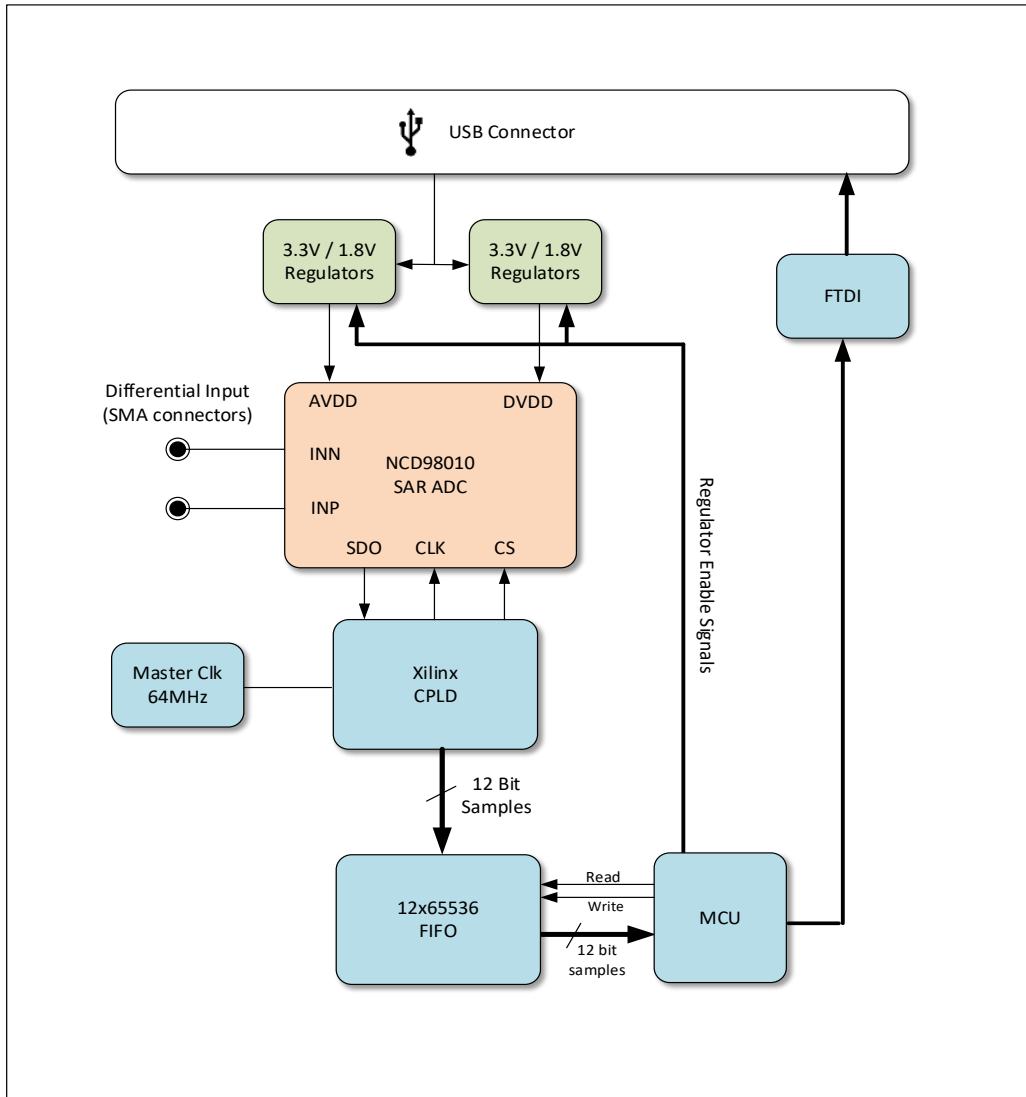 USB Connector
3.3V / 1.8V
Regulators
3.3V / 1.8V
Regulators
FTDI
Differential Input
(SMA connectors)
AVDD
DVDD
INN
NCD98010
SAR ADC
INP
SDO
CLK
CS
Regulator Enable Signals
Master Clk
64MHz
Xilinx
CPLD
12 Bit
Samples
12x65536
FIFO
Read
Write
12 bit
samples
MCU